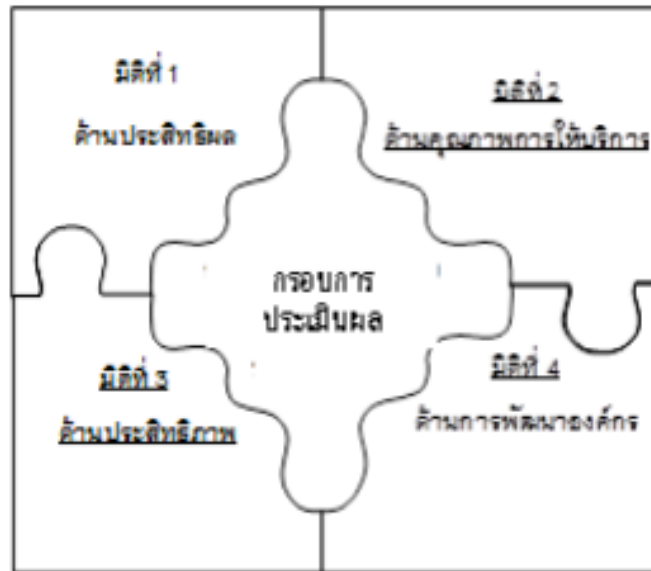 มิติที่ 1
ด้านประสิทธิผล
มิติที่ 2
ด้านคุณภาพการให้บริการ
กรอบการ
ประเมินผล
มิติที่ 3
ด้านประสิทธิภาพ
มิติที่ 4
ด้านการพัฒนาองค์กร